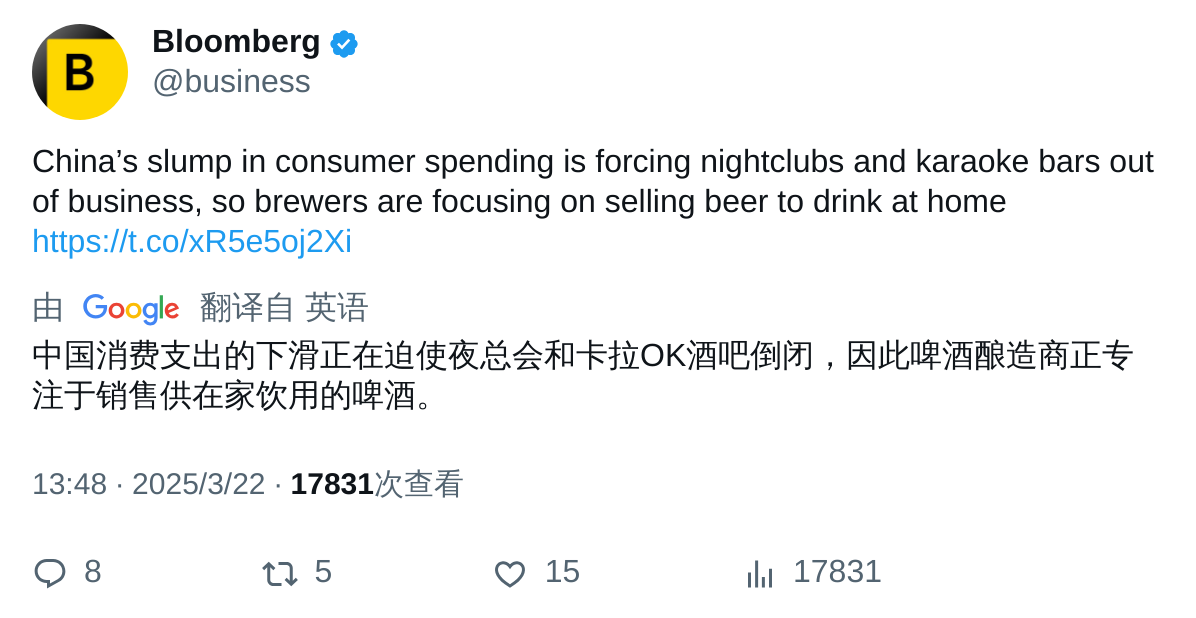 B
Bloomberg
@business
China’s slump in consumer spending is forcing nightclubs and karaoke bars out
of business, so brewers are focusing on selling beer to drink at home
https://t.co/xR5e5oj2Xi
由 Google 翻译自 英语
中国消费支出的下滑正在迫使夜总会和卡拉OK酒吧倒闭，因此啤酒酿造商正专
注于销售供在家饮用的啤酒。
13:48 · 2025/3/22 · 17831次查看
8 5 15 17831